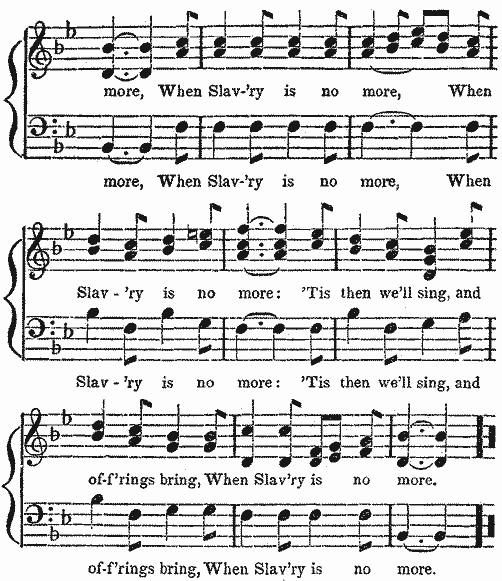 more, When Slav-'ry is no more, When
more, When Slav-'ry is no more, When
Slav - 'ry is no more: 'Tis then we'll sing, and
Slav - 'ry is no more: 'Tis then we'll sing, and
of-f'rings bring, When Slav'ry is no more.
of-f'rings bring, When Slav'ry is no more.